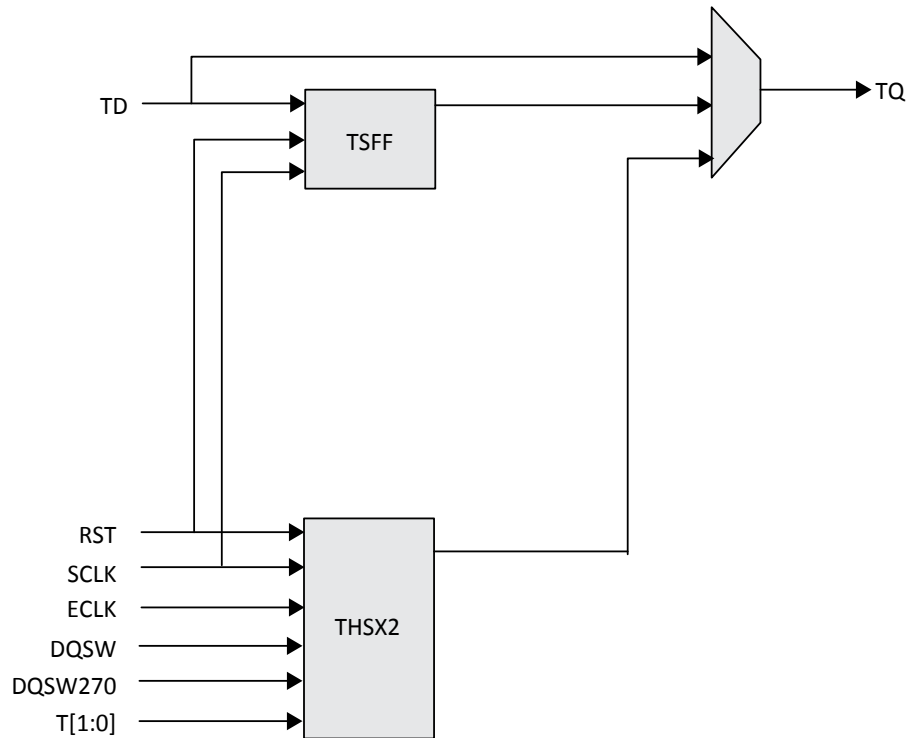 TD
TSFF
TQ
RST
SCLK
ECLK
DQSW
DQSW270
T[1:0]
THSX2